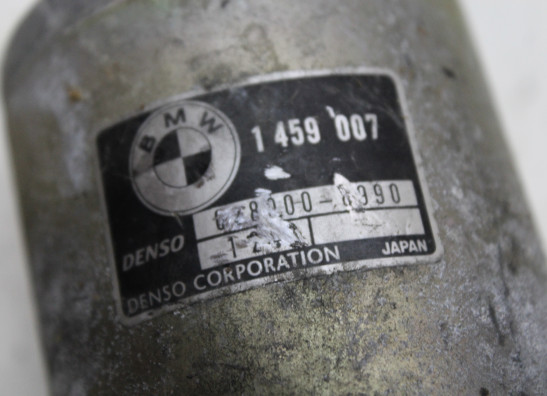 BMW
1 459 007
DENSO
DENSO CORPORATION
JAPAN